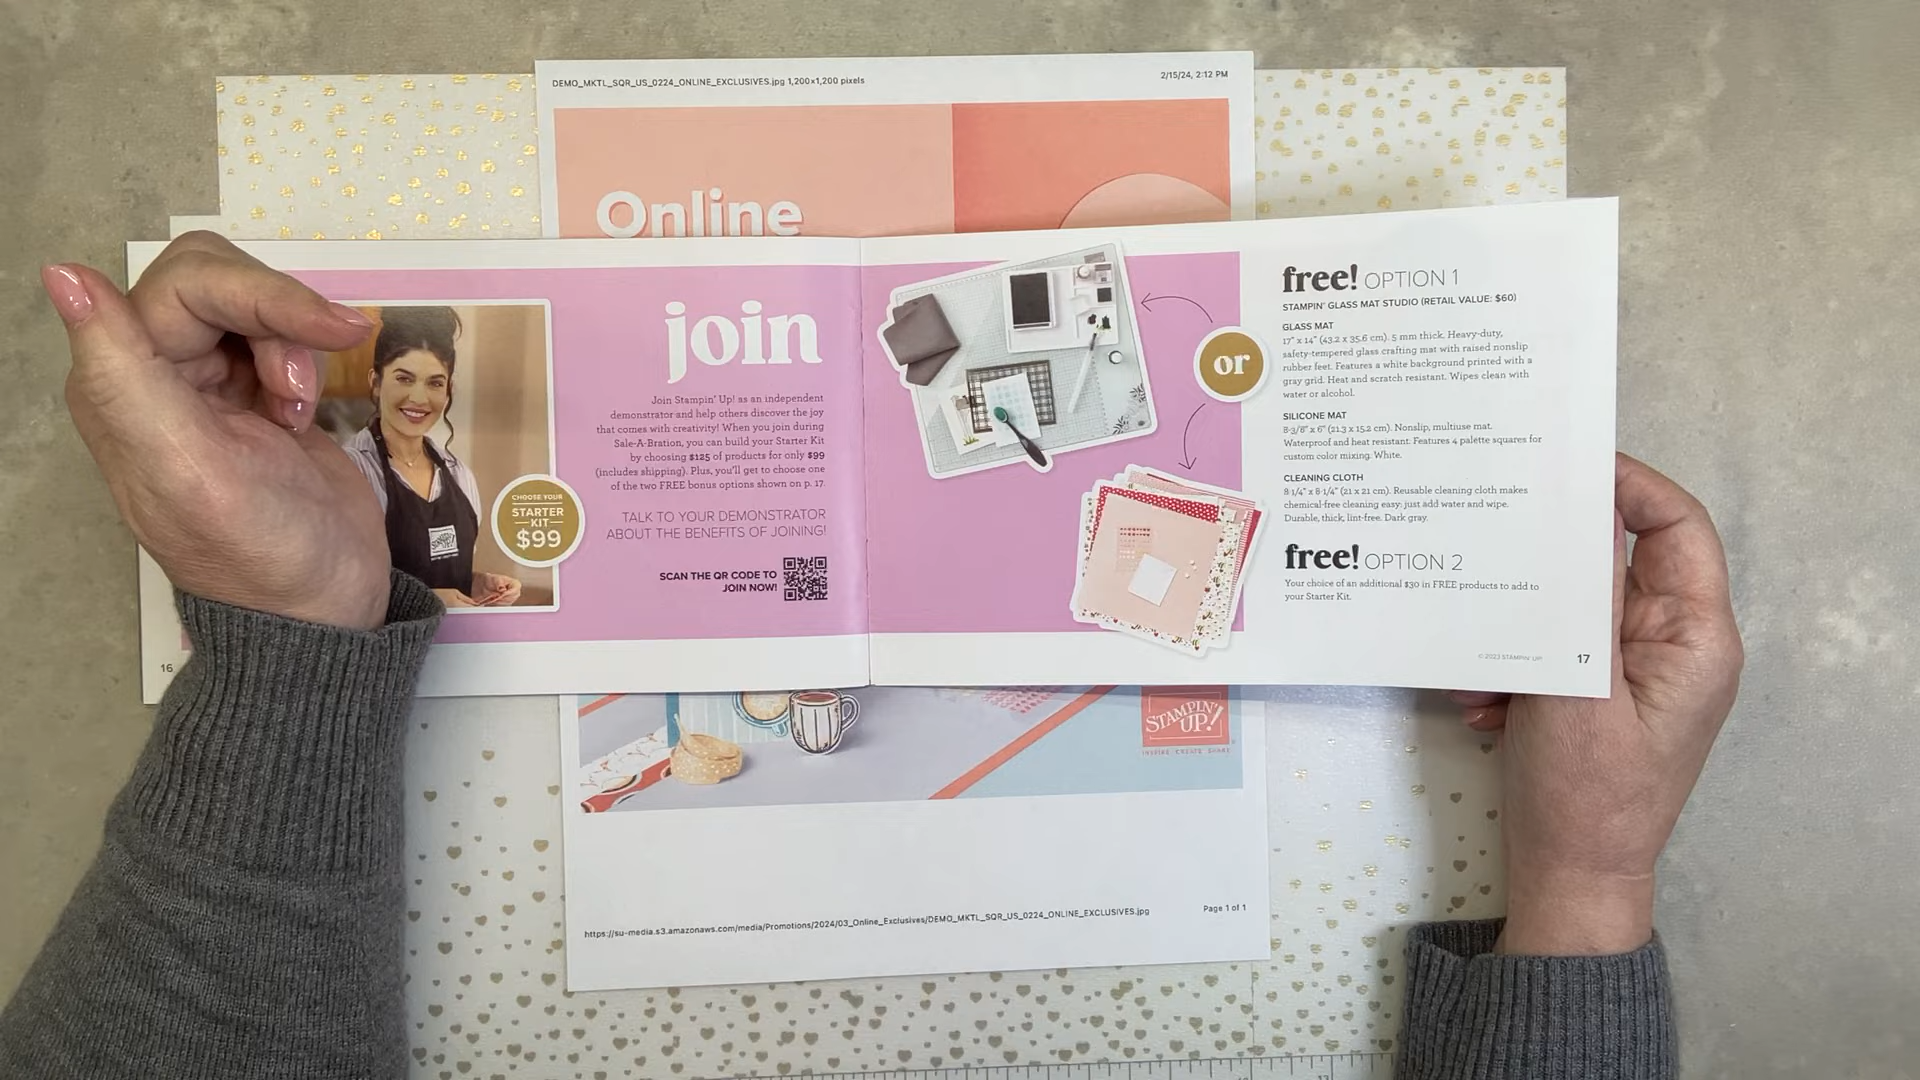 DEMO_MKTL_SQR_US_0224_ONLINE_EXCLUSIVES.jpg 1,200×1,200 pixels
2/15/24, 2:12 PM
Online
join
Join Stampin' Up! as an independent
demonstrator and help others discover the joy
that comes with creativity! When you join during
Sale-A-Bration, you can build your Starter Kit
by choosing $125 of products for only $99
(includes shipping). Plus, you'll get to choose one
of the two FREE bonus options shown on p. 17.
TALK TO YOUR DEMONSTRATOR
ABOUT THE BENEFITS OF JOINING!
SCAN THE QR CODE TO
JOIN NOW!
CHOOSE YOUR
STARTER
KIT
$99
16
or
free! OPTION 1
STAMPIN' GLASS MAT STUDIO (RETAIL VALUE: $60)
GLASS MAT
17" x 14" (43.2 x 35.6 cm). 5 mm thick. Heavy-duty,
safety-tempered glass crafting mat with raised nonslip
rubber feet. Features a white background printed with a
gray grid. Heat and scratch resistant. Wipes clean with
water or alcohol.
SILICONE MAT
8-3/8" x 6" (21.3 x 15.2 cm). Nonslip, multiuse mat.
Waterproof and heat resistant. Features 4 palette squares for
custom color mixing. White.
CLEANING CLOTH
8 1/4" x 8 1/4" (21 x 21 cm). Reusable cleaning cloth makes
chemical-free cleaning easy; just add water and wipe.
Durable, thick, lint-free. Dark gray.
free! OPTION 2
Your choice of an additional $30 in FREE products to add to
your Starter Kit.
© 2023 STAMPIN' UP!
17
STAMPIN'
UP!
INSPIRE CREATE SHARE
https://su-media.s3.amazonaws.com/media/Promotions/2024/03_Online_Exclusives/DEMO_MKTL_SQR_US_0224_ONLINE_EXCLUSIVES.jpg
Page 1 of 1